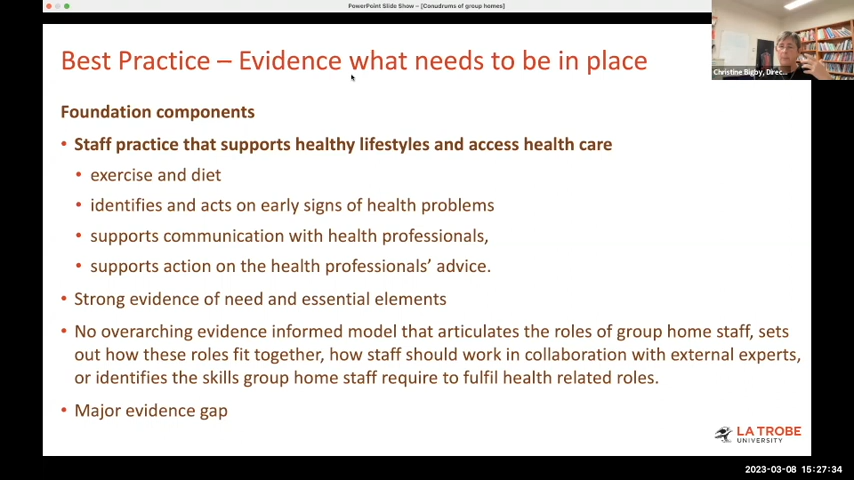 PowerPoint Slide Show – [Conudrums of group homes]
Christine Bigby, Direc...
Best Practice – Evidence what needs to be in place
Foundation components
• Staff practice that supports healthy lifestyles and access health care
• exercise and diet
• identifies and acts on early signs of health problems
• supports communication with health professionals,
• supports action on the health professionals’ advice.
• Strong evidence of need and essential elements
• No overarching evidence informed model that articulates the roles of group home staff, sets
out how these roles fit together, how staff should work in collaboration with external experts,
or identifies the skills group home staff require to fulfil health related roles.
• Major evidence gap
LA TROBE
UNIVERSITY
2023-03-08 15:27:34